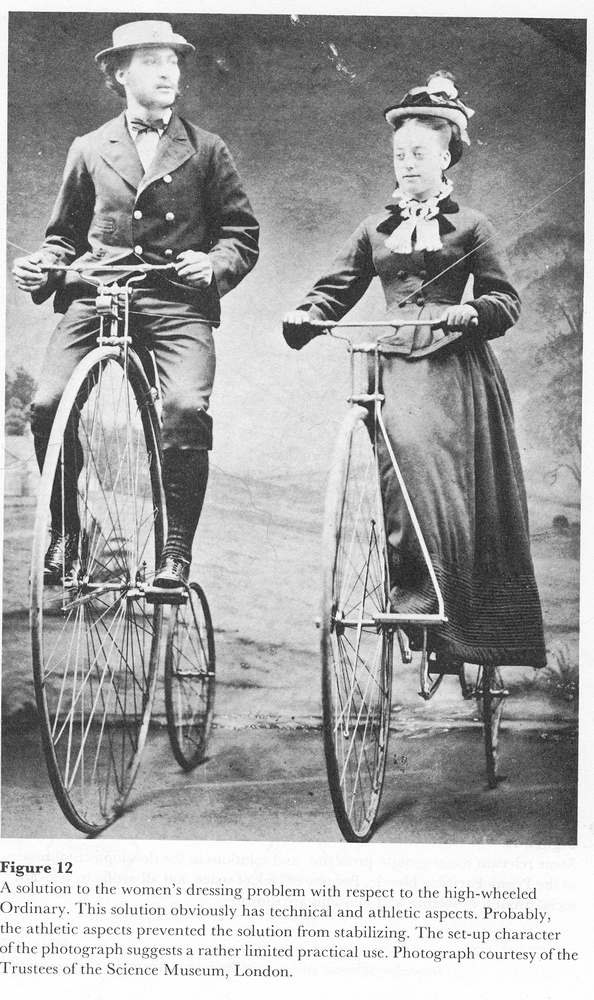 Figure 12
A solution to the women's dressing problem with respect to the high-wheeled
Ordinary. This solution obviously has technical and athletic aspects. Probably,
the athletic aspects prevented the solution from stabilizing. The set-up character
of the photograph suggests a rather limited practical use. Photograph courtesy of the
Trustees of the Science Museum, London.